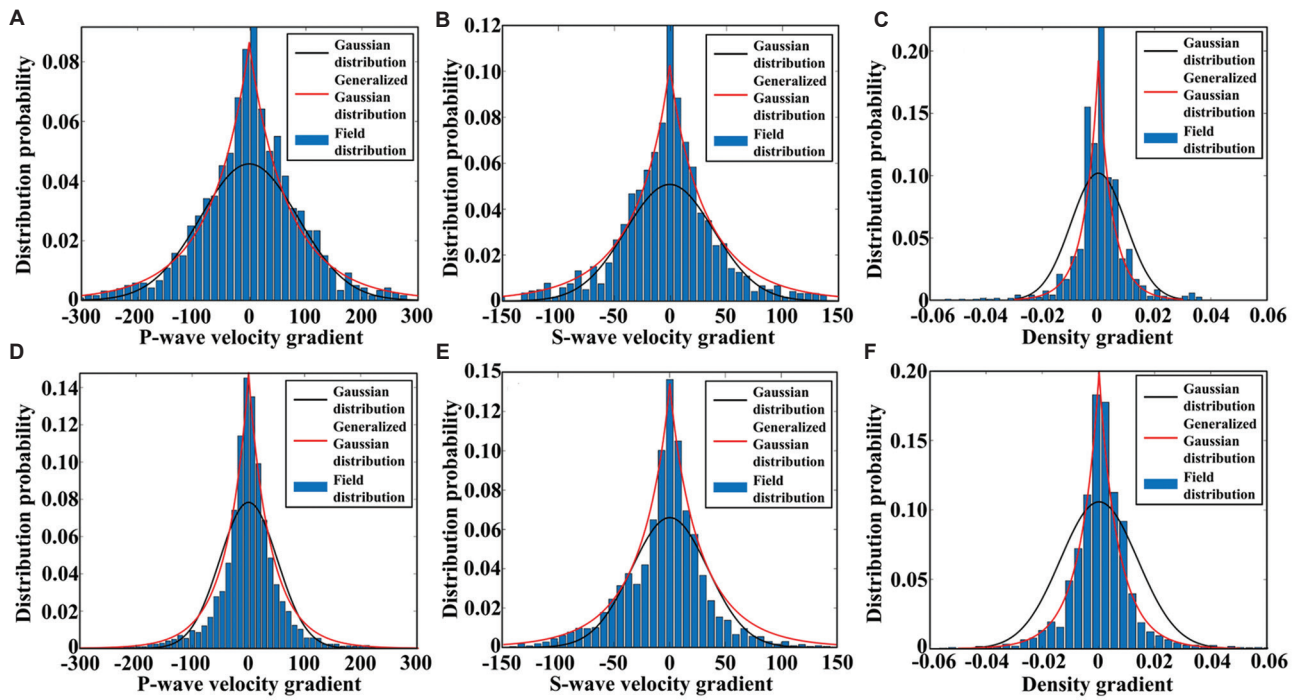 A
Distribution probability
0.08
0.06
0.04
0.02
0
-300 -200 -100 0 100 200 300
P-wave velocity gradient
Gaussian
distribution
Generalized
Gaussian
distribution
Field
distribution
B
Distribution probability
0.12
0.10
0.08
0.06
0.04
0.02
0
-150 -100 -50 0 50 100 150
S-wave velocity gradient
Gaussian
distribution
Generalized
Gaussian
distribution
Field
distribution
C
Distribution probability
0.20
0.15
0.10
0.05
0
-0.06 -0.04 -0.02 0 0.02 0.04 0.06
Density gradient
Gaussian
distribution
Generalized
Gaussian
distribution
Field
distribution
D
Distribution probability
0.14
0.12
0.10
0.08
0.06
0.04
0.02
0
-300 -200 -100 0 100 200 300
P-wave velocity gradient
Gaussian
distribution
Generalized
Gaussian
distribution
Field
distribution
E
Distribution probability
0.15
0.12
0.10
0.08
0.06
0.04
0.02
0
-150 -100 -50 0 50 100 150
S-wave velocity gradient
Gaussian
distribution
Generalized
Gaussian
distribution
Field
distribution
F
Distribution probability
0.20
0.15
0.10
0.05
0
-0.06 -0.04 -0.02 0 0.02 0.04 0.06
Density gradient
Gaussian
distribution
Generalized
Gaussian
distribution
Field
distribution